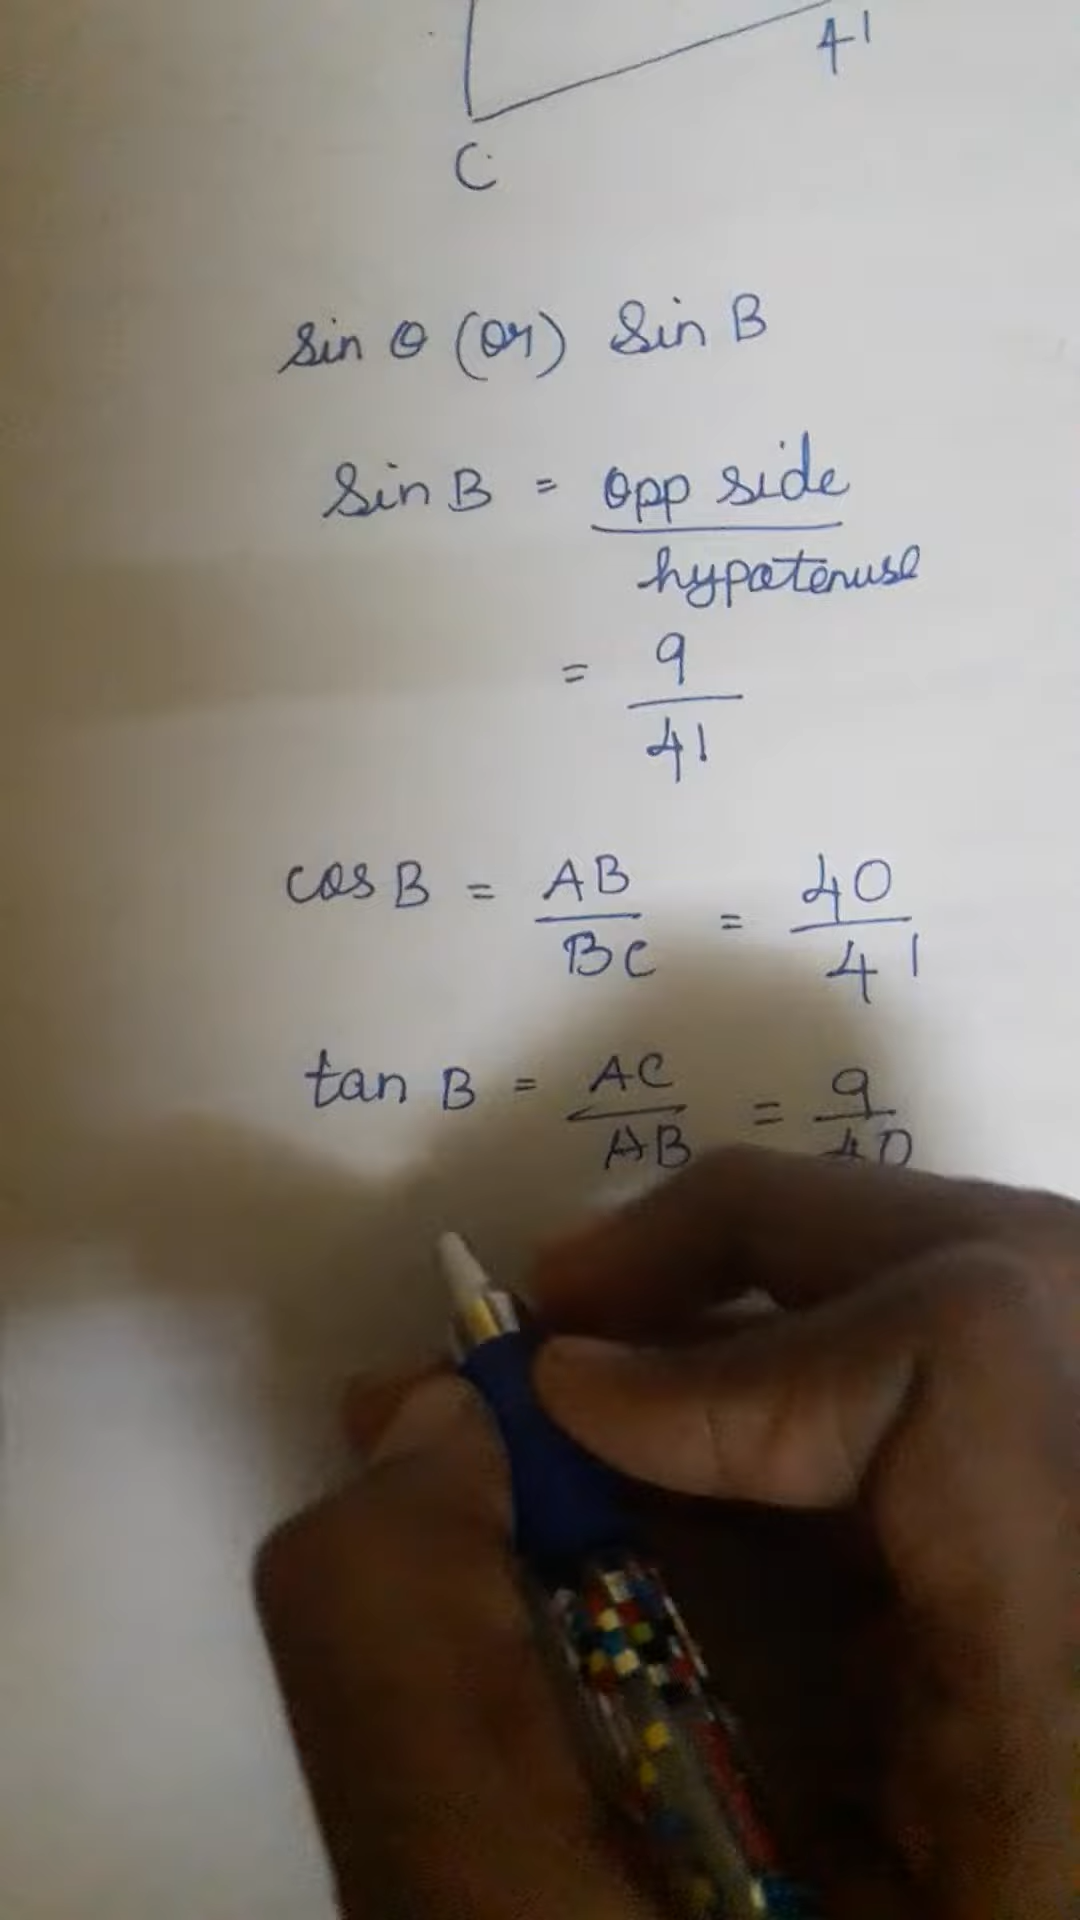 41
C
sin θ (or) sin B
sin B = opp side
hypotenuse
= 9
41
cos B = AB = 40
BC 41
tan B = AC = 9
AB 40